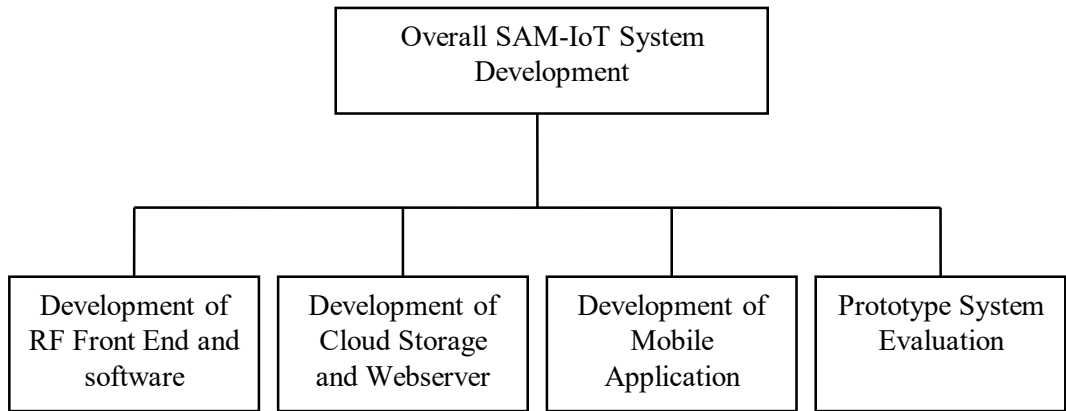 Overall SAM-IoT System
Development
Development of
RF Front End and
software
Development of
Cloud Storage
and Webserver
Development of
Mobile
Application
Prototype System
Evaluation